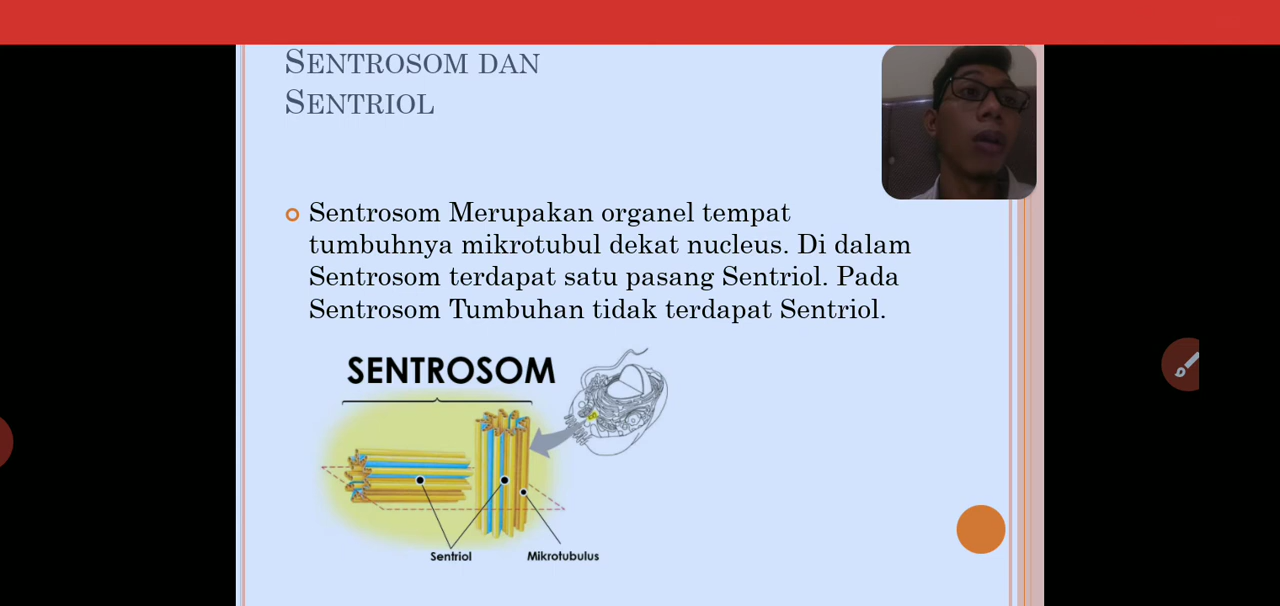 SENTROSOM DAN
SENTRIOL
Sentrosom Merupakan organel tempat
tumbuhnya mikrotubul dekat nucleus. Di dalam
Sentrosom terdapat satu pasang Sentriol. Pada
Sentrosom Tumbuhan tidak terdapat Sentriol.
SENTROSOM
Sentriol
Mikrotubulus